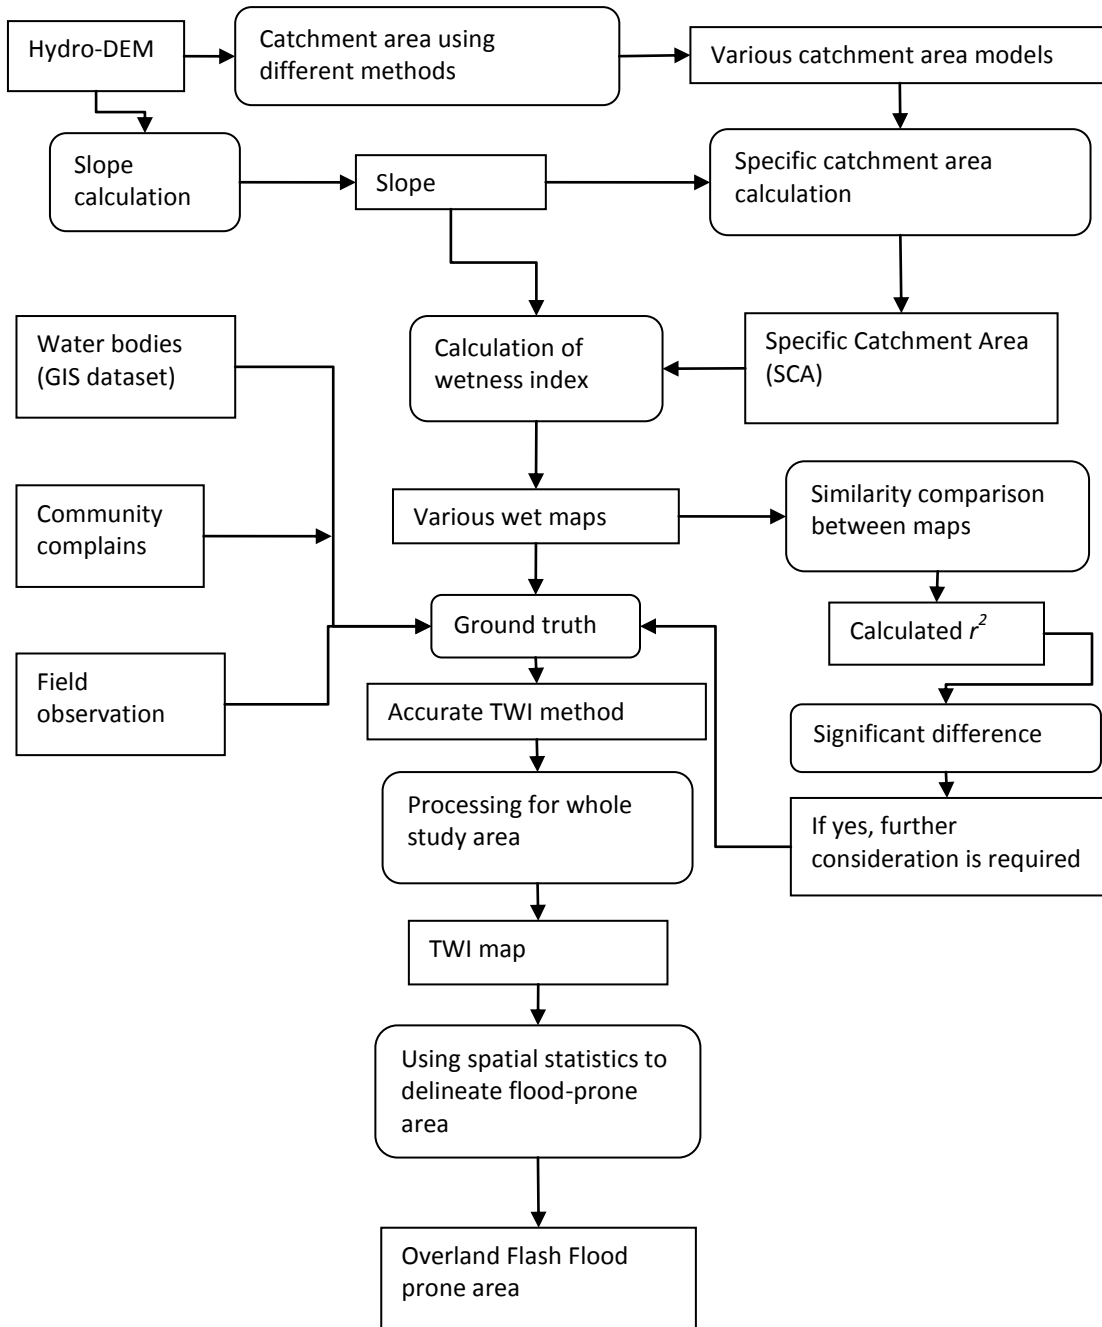 Hydro-DEM
Catchment area using
different methods
Various catchment area models
Slope
calculation
Slope
Specific catchment area
calculation
Water bodies
(GIS dataset)
Calculation of
wetness index
Specific Catchment Area
(SCA)
Community
complains
Various wet maps
Similarity comparison
between maps
Ground truth
Calculated r²
Field
observation
Accurate TWI method
Significant difference
Processing for whole
study area
If yes, further
consideration is required
TWI map
Using spatial statistics to
delineate flood-prone
area
Overland Flash Flood
prone area